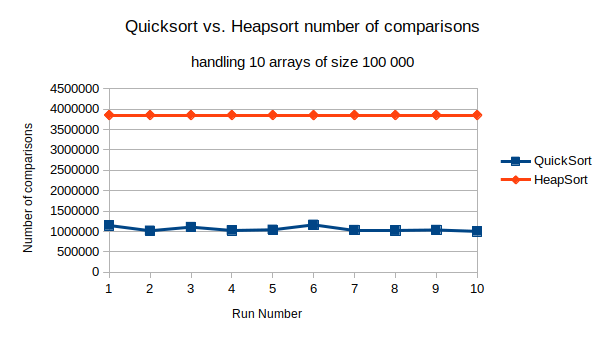 Quicksort vs. Heapsort number of comparisons
handling 10 arrays of size 100 000
Number of comparisons
4500000
4000000
3500000
3000000
2500000
2000000
1500000
1000000
500000
0
1 2 3 4 5 6 7 8 9 10
Run Number
QuickSort
HeapSort